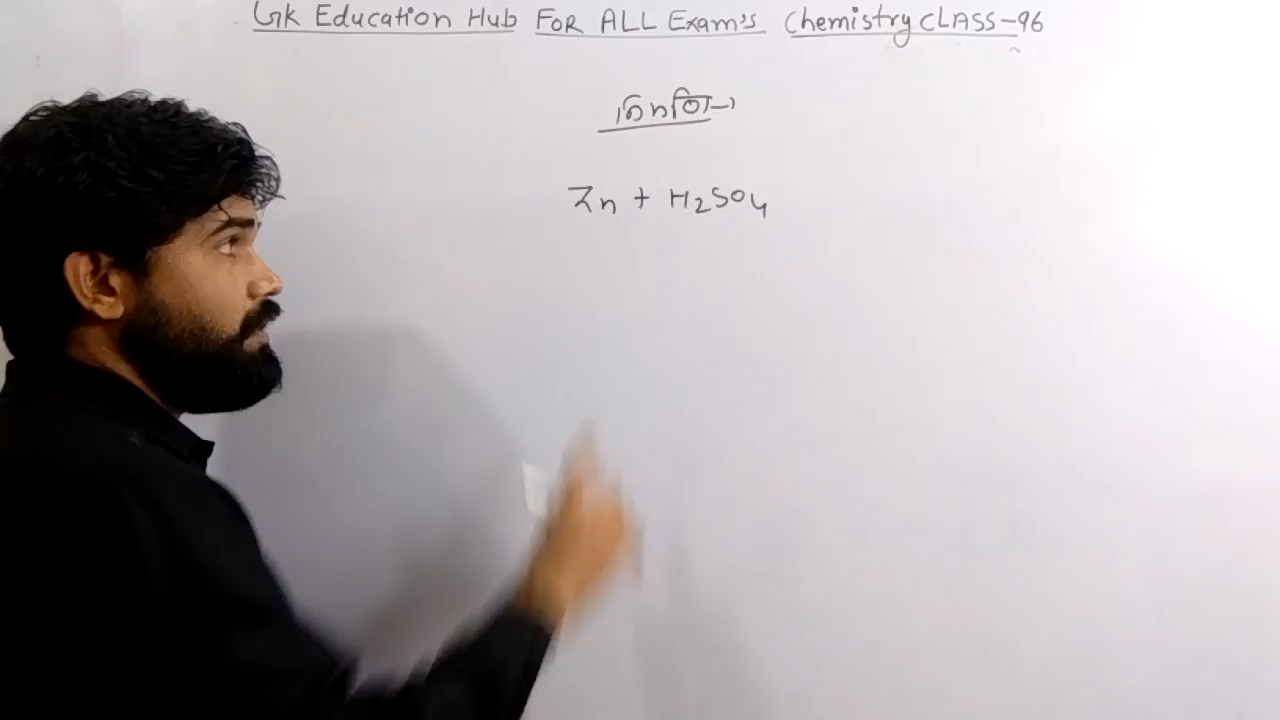 GK Education Hub FOR ALL Exam's Chemistry CLASS-96
Zn + H₂SO₄